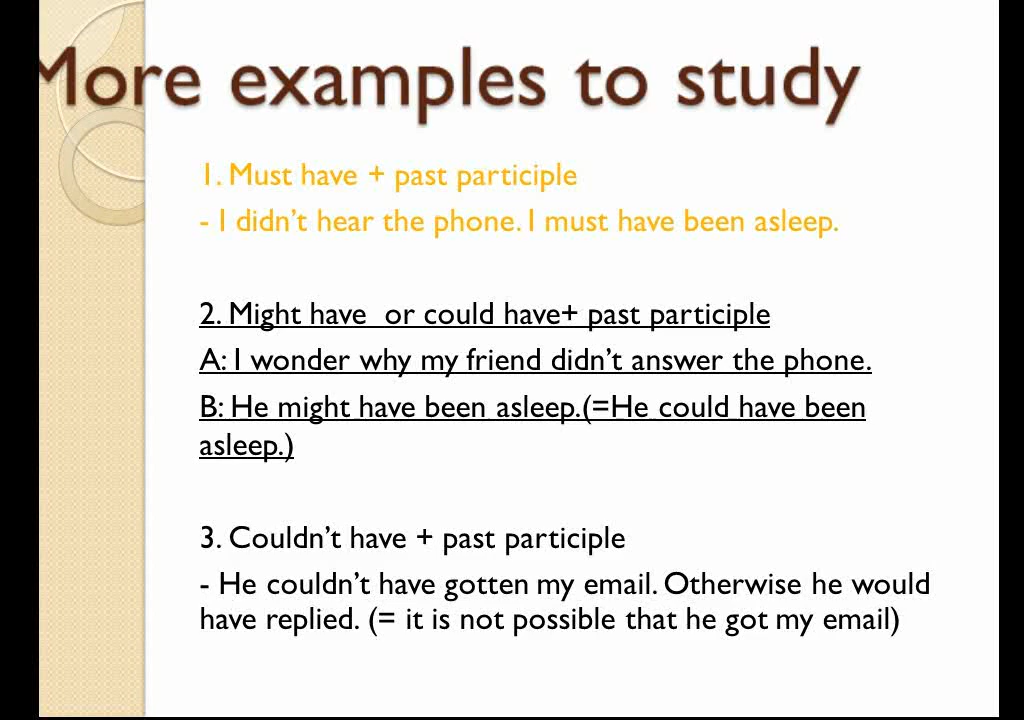 More examples to study
1. Must have + past participle
- I didn’t hear the phone. I must have been asleep.
2. Might have  or could have+ past participle
A: I wonder why my friend didn’t answer the phone.
B: He might have been asleep.(=He could have been
asleep.)
3. Couldn’t have + past participle
- He couldn’t have gotten my email. Otherwise he would
have replied. (= it is not possible that he got my email)